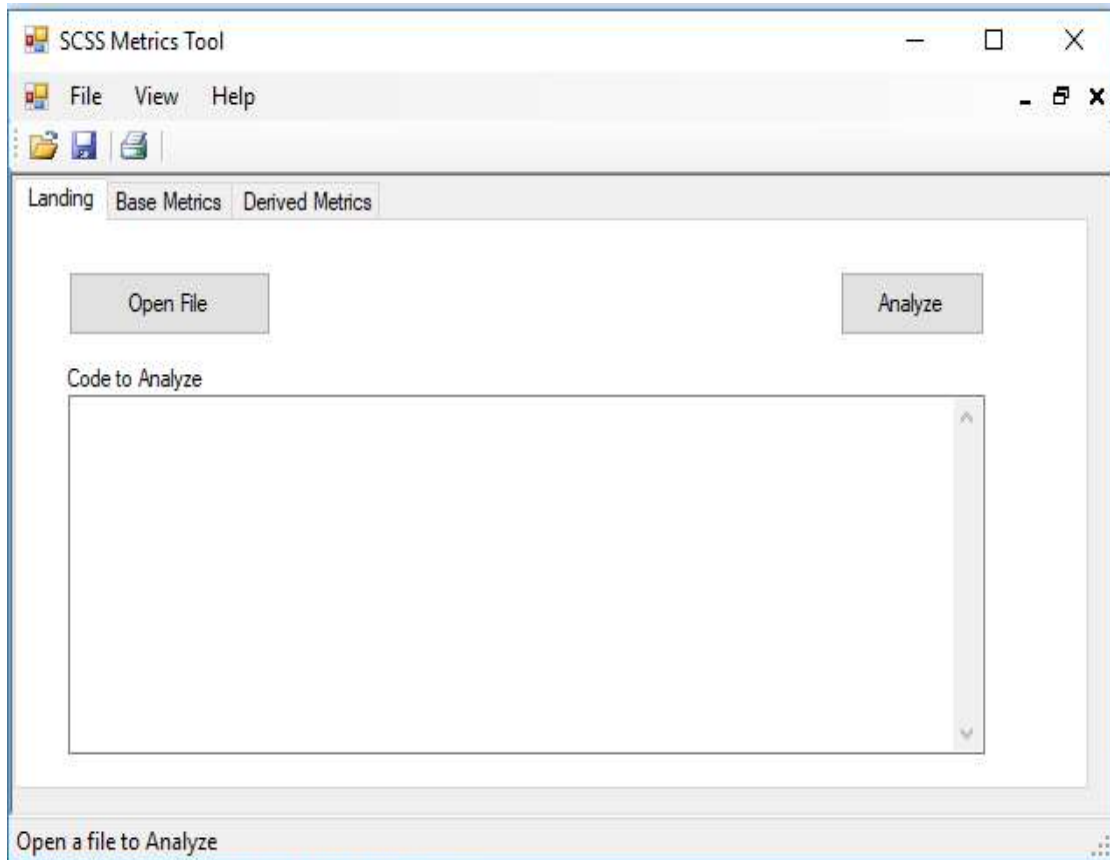 SCSS Metrics Tool
File View Help
Landing Base Metrics Derived Metrics
Open File Analyze
Code to Analyze
Open a file to Analyze